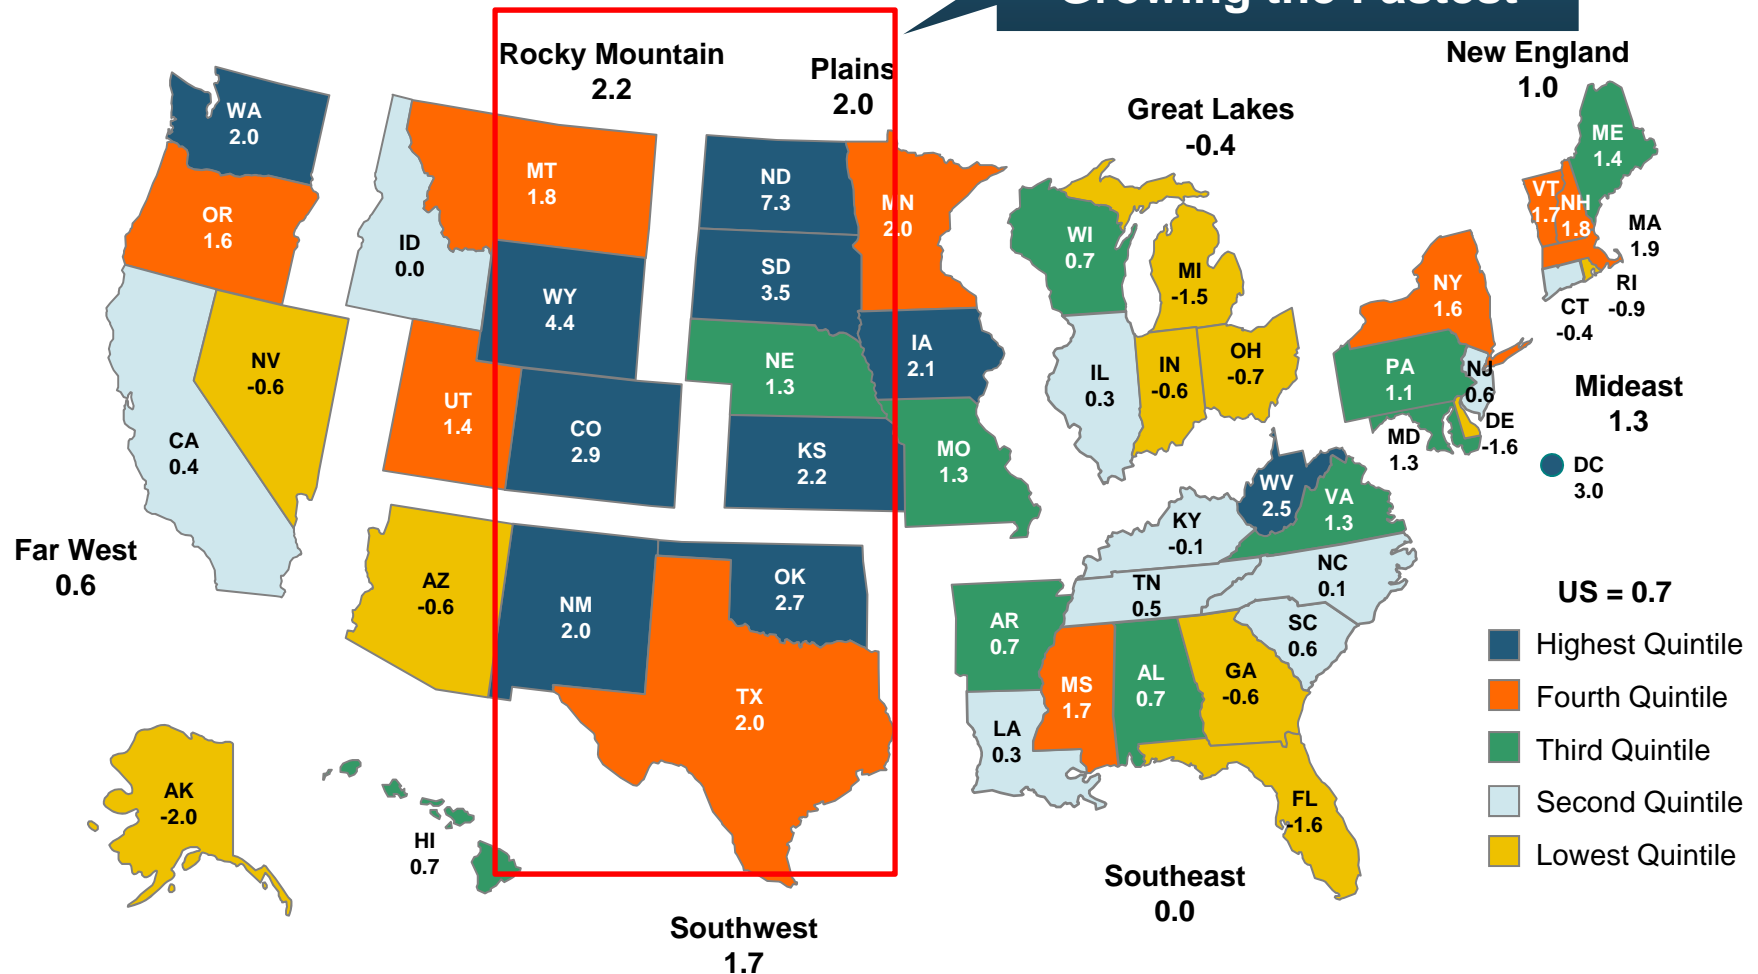 Growing the Fastest
Rocky Mountain
2.2
Plains
2.0
Great Lakes
-0.4
New England
1.0
WA
2.0
OR
1.6
ID
0.0
MT
1.8
WY
4.4
NV
-0.6
CA
0.4
UT
1.4
CO
2.9
ND
7.3
SD
3.5
NE
1.3
KS
2.2
MN
2.0
IA
2.1
MO
1.3
WI
0.7
MI
-1.5
IL
0.3
IN
-0.6
OH
-0.7
ME
1.4
VT
1.7
NH
1.8
MA
1.9
RI
-0.9
CT
-0.4
NY
1.6
PA
1.1
NJ
0.6
DE
-1.6
MD
1.3
Mideast
1.3
DC
3.0
Far West
0.6
AZ
-0.6
NM
2.0
OK
2.7
TX
2.0
AR
0.7
LA
0.3
KY
-0.1
TN
0.5
WV
2.5
VA
1.3
NC
0.1
SC
0.6
MS
1.7
AL
0.7
GA
-0.6
FL
-1.6
AK
-2.0
HI
0.7
Southwest
1.7
Southeast
0.0
US = 0.7
Highest Quintile
Fourth Quintile
Third Quintile
Second Quintile
Lowest Quintile